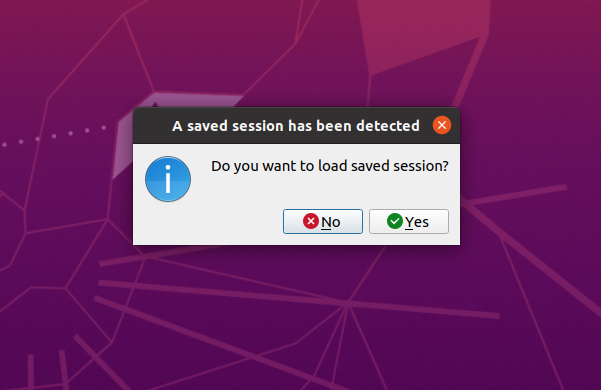 A saved session has been detected
Do you want to load saved session?
No
Yes